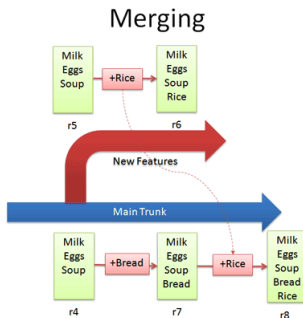 Merging
Milk
Eggs
Soup
+Rice
Milk
Eggs
Soup
Rice
r5
r6
New Features
Main Trunk
Milk
Eggs
Soup
+Bread
Milk
Eggs
Soup
Bread
+Rice
Milk
Eggs
Soup
Bread
Rice
r4
r7
r8